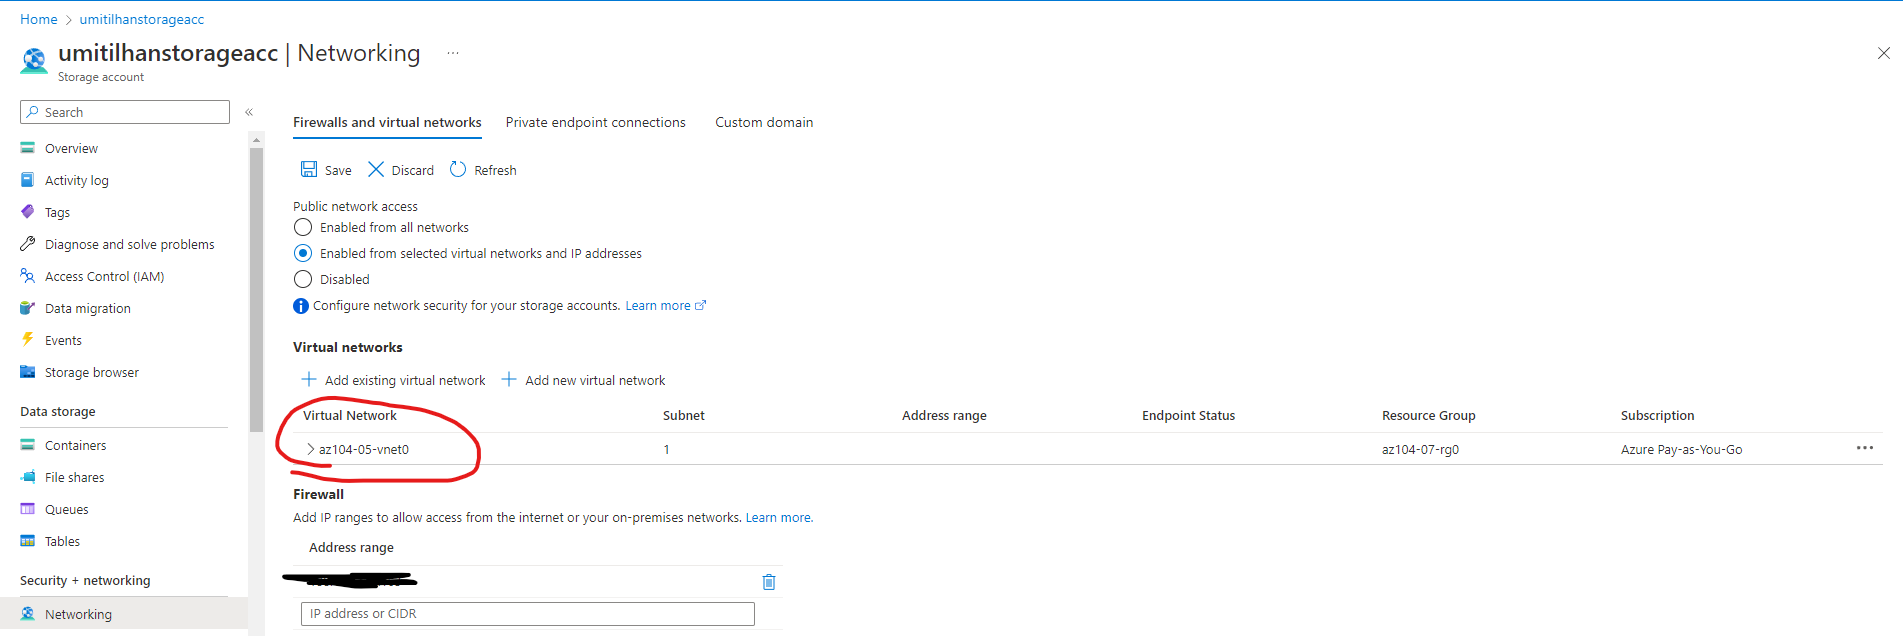 Home > umitilhanstorageacc
umitilhanstorageacc | Networking ...
Storage account
Search
Overview
Activity log
Tags
Diagnose and solve problems
Access Control (IAM)
Data migration
Events
Storage browser
Data storage
Containers
File shares
Queues
Tables
Security + networking
Networking
Firewalls and virtual networks Private endpoint connections Custom domain
Save Discard Refresh
Public network access
Enabled from all networks
Enabled from selected virtual networks and IP addresses
Disabled
Configure network security for your storage accounts. Learn more
Virtual networks
Add existing virtual network Add new virtual network
Virtual Network Subnet Address range Endpoint Status Resource Group Subscription
az104-05-vnet0 1 az104-07-rg0 Azure Pay-as-You-Go
Firewall
Add IP ranges to allow access from the internet or your on-premises networks. Learn more.
Address range
IP address or CIDR